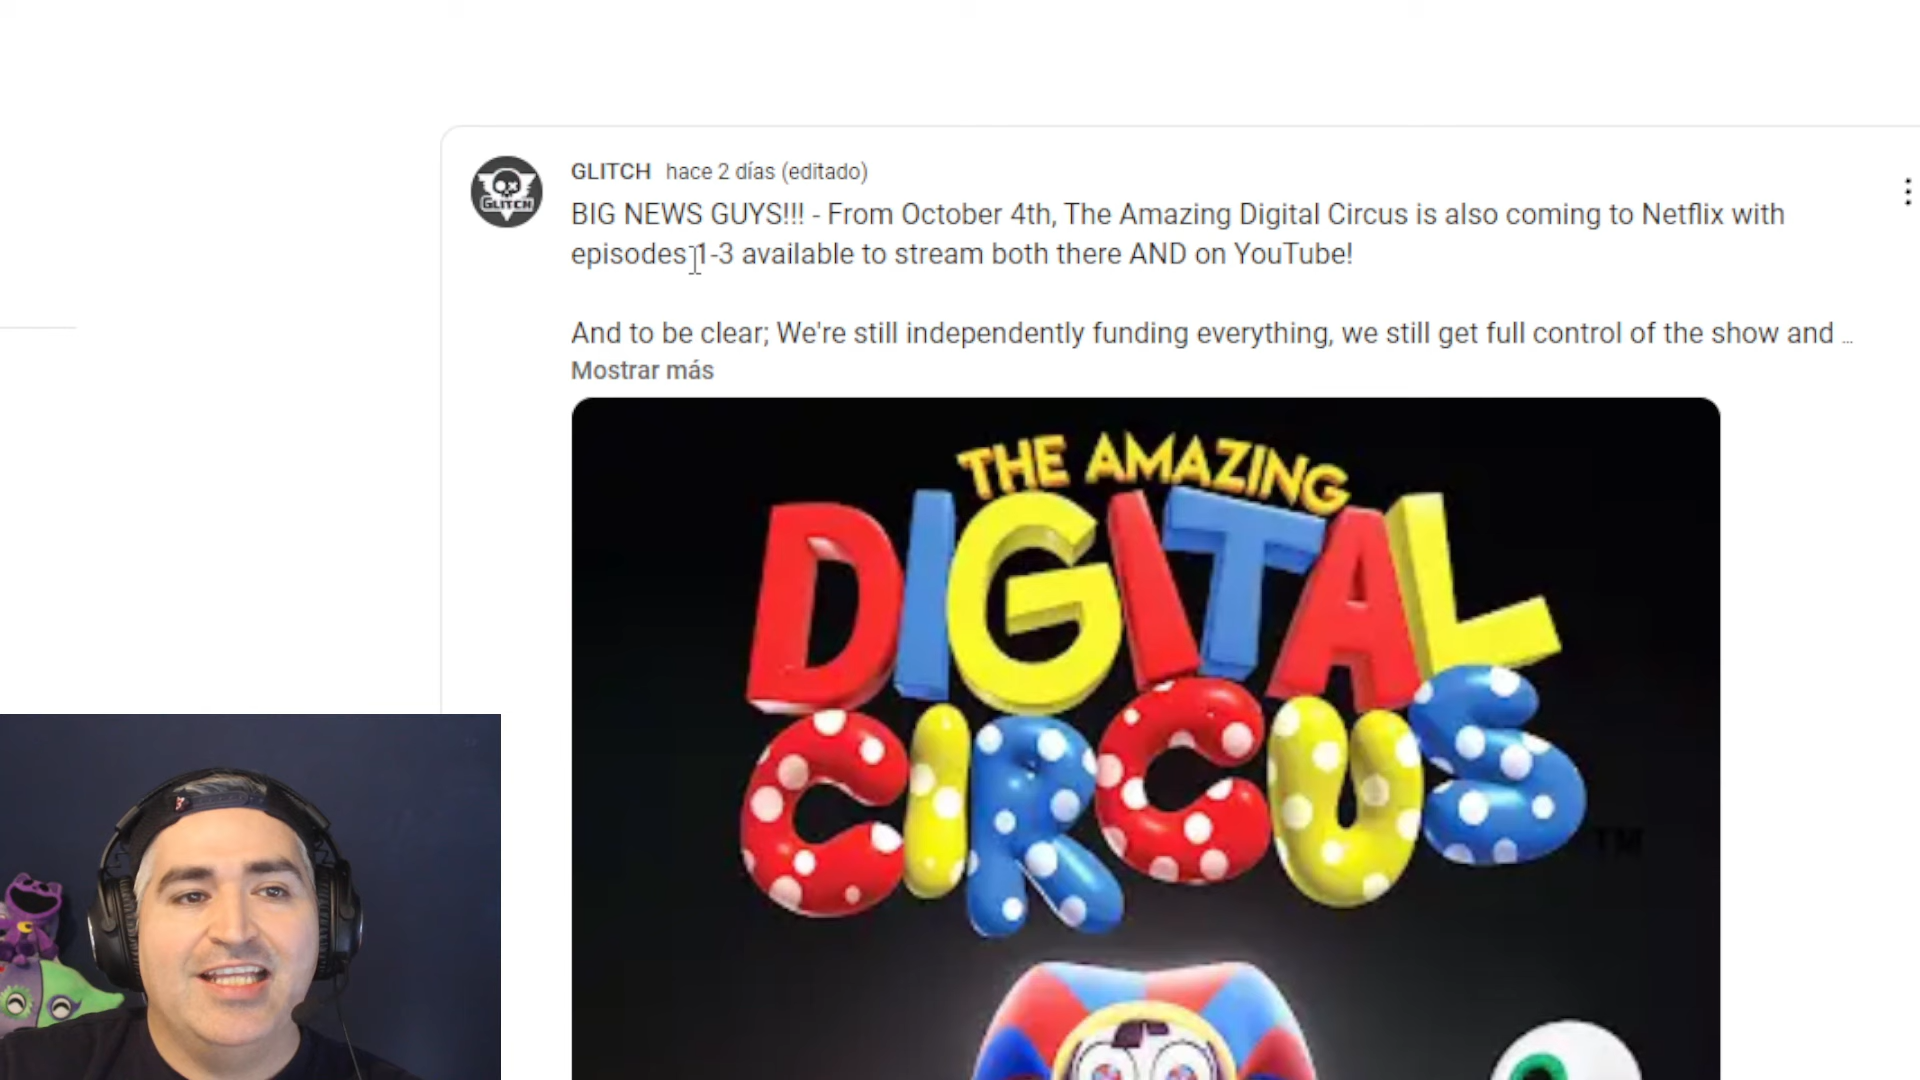 GLITCH hace 2 días (editado)
BIG NEWS GUYS!!! - From October 4th, The Amazing Digital Circus is also coming to Netflix with
episodes 1-3 available to stream both there AND on YouTube!
And to be clear; We're still independently funding everything, we still get full control of the show and ...
Mostrar más
GLITCH
THE AMAZING
DIGITAL
CIRCUS
TM